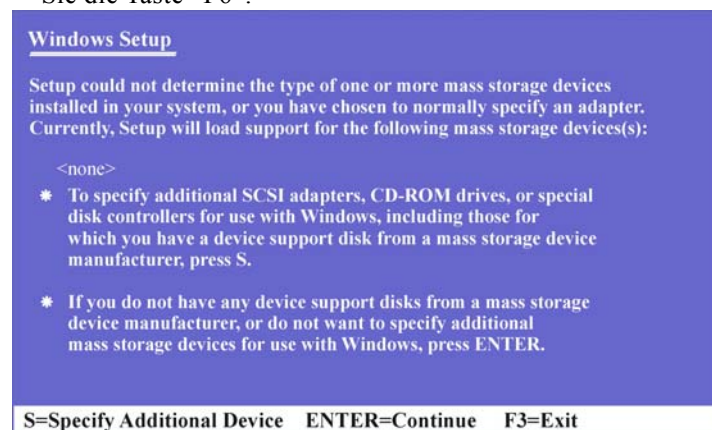 Sie die Taste "F6".
Windows Setup
Setup could not determine the type of one or more mass storage devices
installed in your system, or you have chosen to normally specify an adapter.
Currently, Setup will load support for the following mass storage devices(s):
<none>
* To specify additional SCSI adapters, CD-ROM drives, or special
disk controllers for use with Windows, including those for
which you have a device support disk from a mass storage device
manufacturer, press S.
* If you do not have any device support disks from a mass storage
device manufacturer, or do not want to specify additional
mass storage devices for use with Windows, press ENTER.
S=Specify Additional Device ENTER=Continue F3=Exit